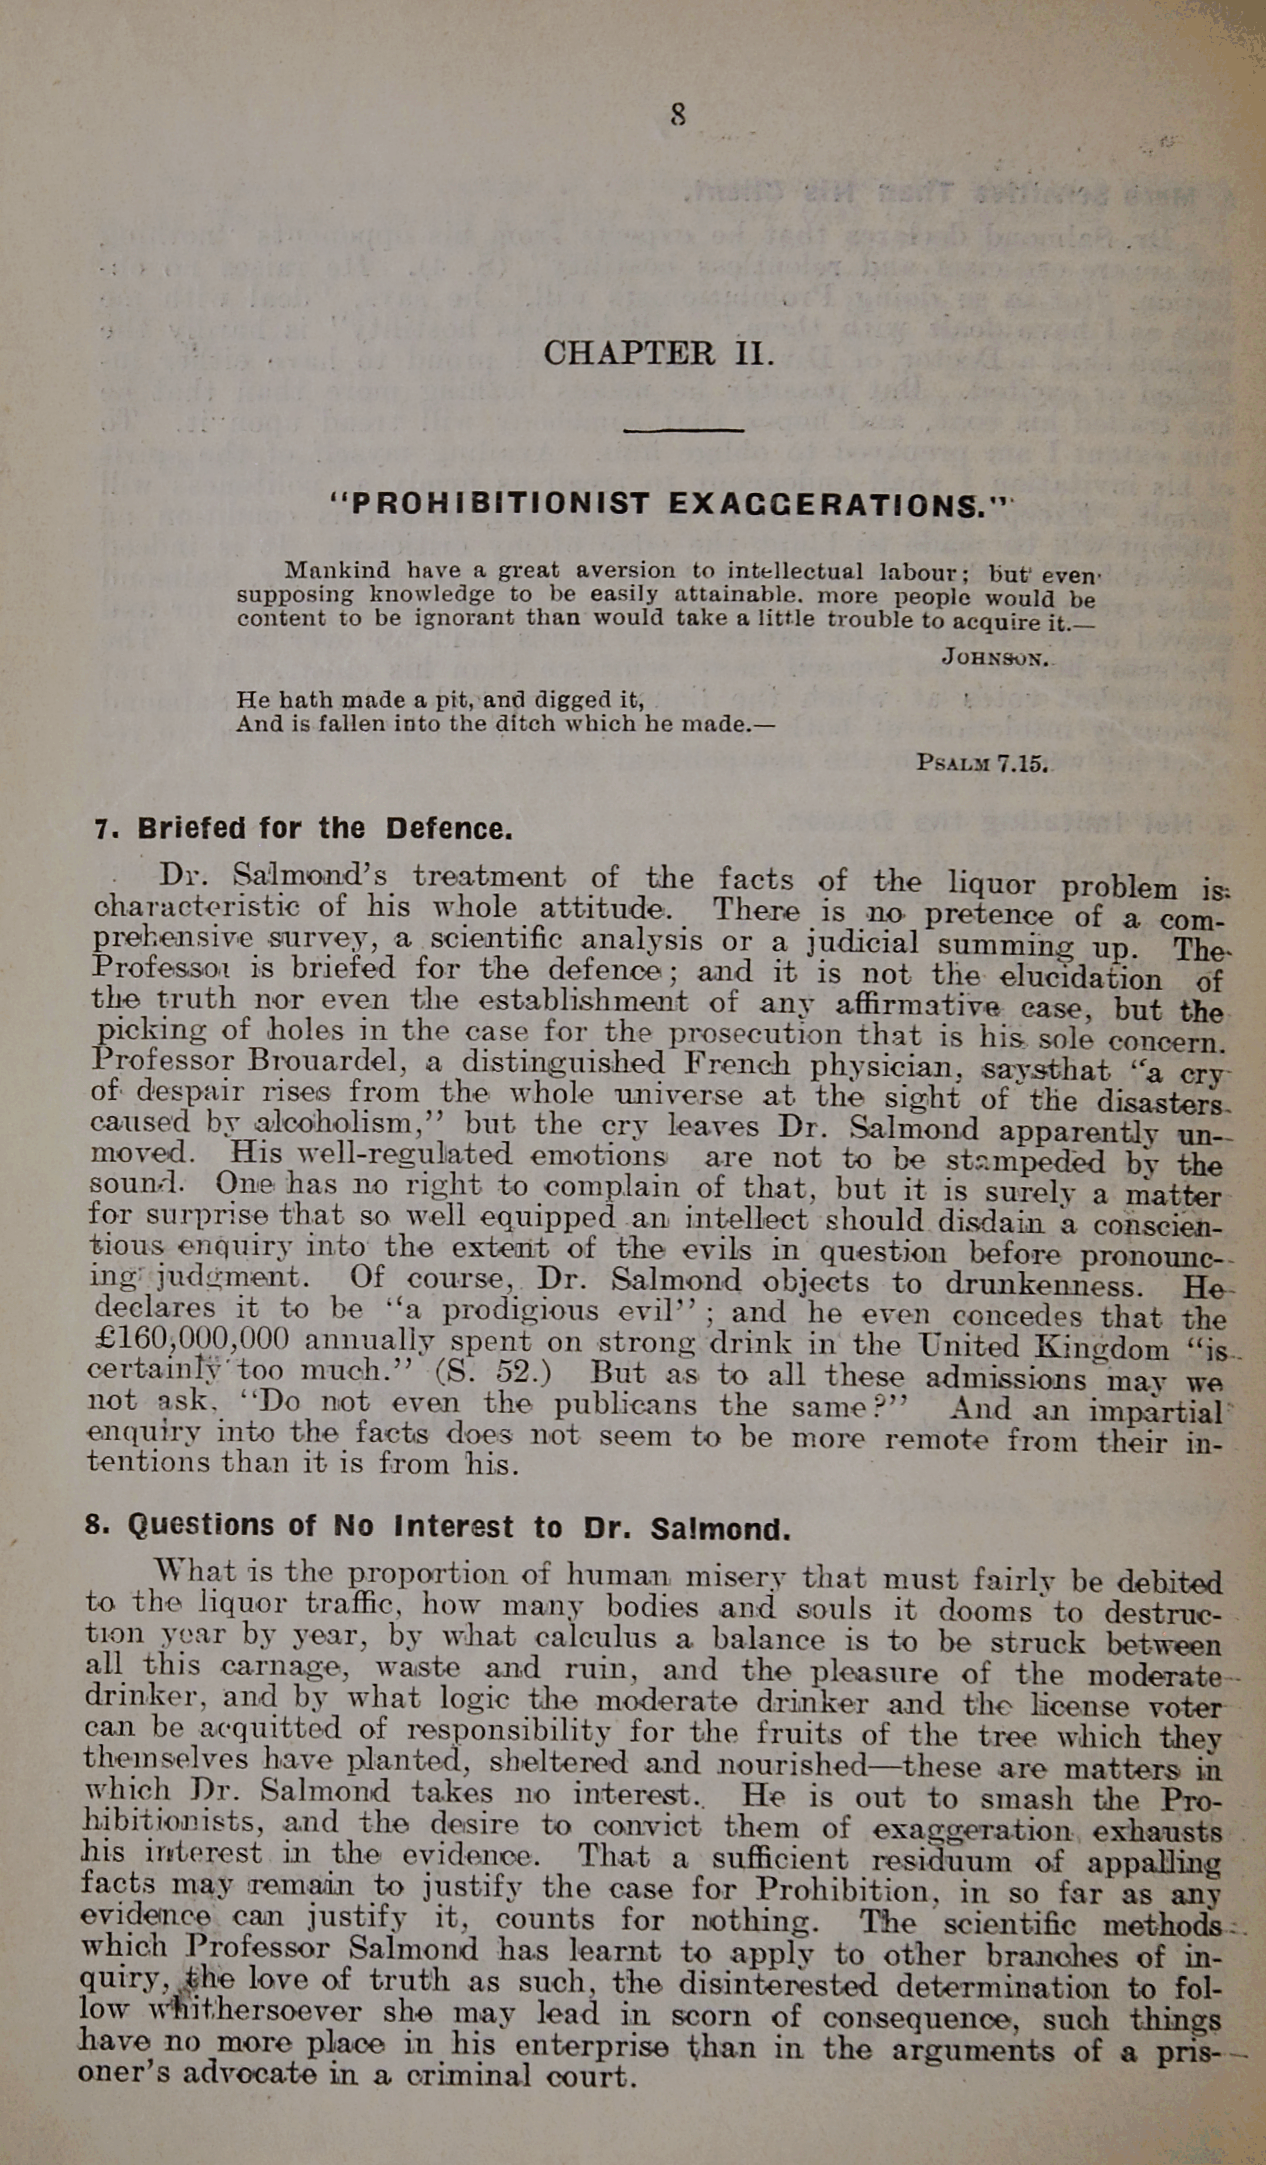 8
CHAPTER II.
"PROHIBITIONIST EXAGGERATIONS."
Mankind have a great aversion to intellectual labour; but even
supposing knowledge to be easily attainable. more people would be
content to be ignorant than would take a little trouble to acquire it.—
JOHNSON.
He hath made a pit, and digged it,
And is fallen into the ditch which he made.—
PSALM 7.15.
7. Briefed for the Defence.
Dr. Salmond's treatment of the facts of the liquor problem is
characteristic of his whole attitude. There is no pretence of a com-
prehensive survey, a scientific analysis or a judicial summing up. The
Professor is briefed for the defence; and it is not the elucidation of
the truth nor even the establishment of any affirmative case, but the
picking of holes in the case for the prosecution that is his sole concern.
Professor Brouardel, a distinguished French physician, saysthat "a cry
of despair rises from the whole universe at the sight of the disasters
caused by alcoholism," but the cry leaves Dr. Salmond apparently un-
moved. His well-regulated emotions are not to be stampeded by the
sound. One has no right to complain of that, but it is surely a matter
for surprise that so well equipped an intellect should disdain a conscien-
tious enquiry into the extent of the evils in question before pronounc-
ing judgment. Of course, Dr. Salmond objects to drunkenness. He
declares it to be "a prodigious evil"; and he even concedes that the
£160,000,000 annually spent on strong drink in the United Kingdom "is
certainly too much." (S. 52.) But as to all these admissions may we
not ask, "Do not even the publicans the same?" And an impartial
enquiry into the facts does not seem to be more remote from their in-
tentions than it is from his.
8. Questions of No Interest to Dr. Salmond.
What is the proportion of human misery that must fairly be debited
to the liquor traffic, how many bodies and souls it dooms to destruc-
tion year by year, by what calculus a balance is to be struck between
all this carnage, waste and ruin, and the pleasure of the moderate
drinker, and by what logic the moderate drinker and the license voter
can be acquitted of responsibility for the fruits of the tree which they
themselves have planted, sheltered and nourished—these are matters in
which Dr. Salmond takes no interest. He is out to smash the Pro-
hibitionists, and the desire to convict them of exaggeration exhausts
his interest in the evidence. That a sufficient residuum of appalling
facts may remain to justify the case for Prohibition, in so far as any
evidence can justify it, counts for nothing. The scientific methods
which Professor Salmond has learnt to apply to other branches of in-
quiry, the love of truth as such, the disinterested determination to fol-
low whithersoever she may lead in scorn of consequence, such things
have no more place in his enterprise than in the arguments of a pris-
oner's advocate in a criminal court.